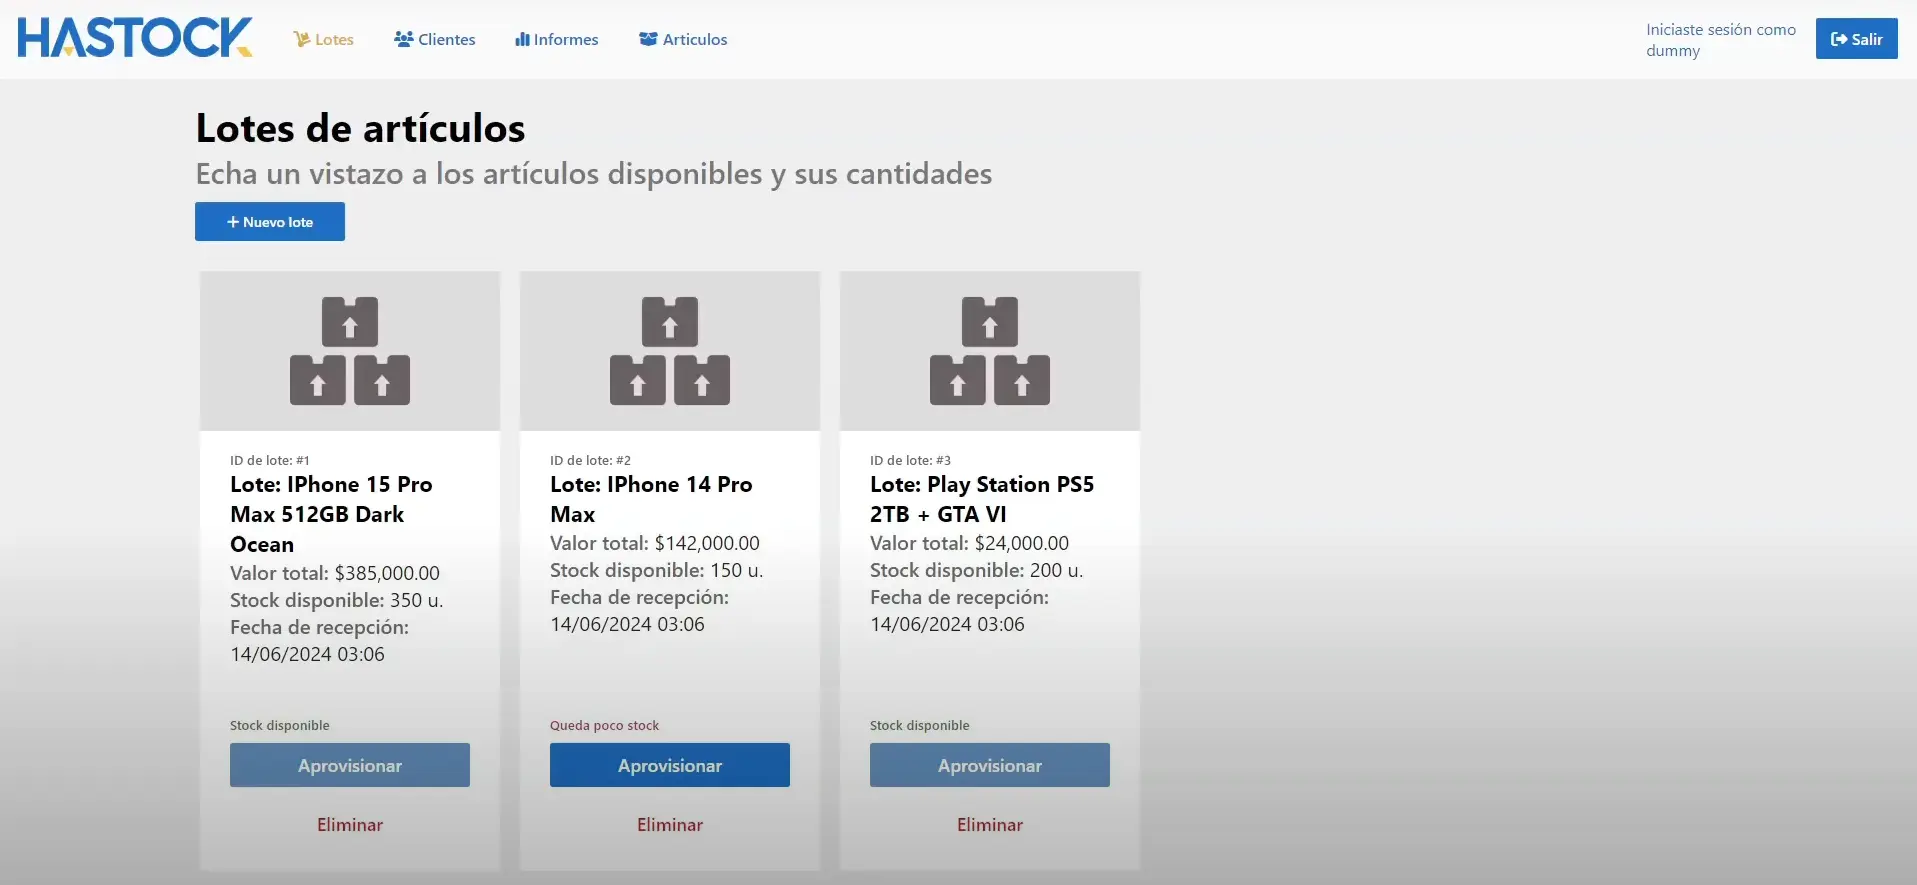 HASTOCK
Lotes
Clientes
Informes
Articulos
Iniciaste sesión como
dummy
Salir
Lotes de artículos
Echa un vistazo a los artículos disponibles y sus cantidades
+ Nuevo lote
ID de lote: #1
Lote: IPhone 15 Pro
Max 512GB Dark
Ocean
Valor total: $385,000.00
Stock disponible: 350 u.
Fecha de recepción:
14/06/2024 03:06
Stock disponible
Aprovisionar
Eliminar
ID de lote: #2
Lote: IPhone 14 Pro
Max
Valor total: $142,000.00
Stock disponible: 150 u.
Fecha de recepción:
14/06/2024 03:06
Queda poco stock
Aprovisionar
Eliminar
ID de lote: #3
Lote: Play Station PS5
2TB + GTA VI
Valor total: $24,000.00
Stock disponible: 200 u.
Fecha de recepción:
14/06/2024 03:06
Stock disponible
Aprovisionar
Eliminar